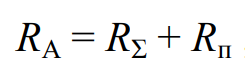 R_А = R_Σ + R_п